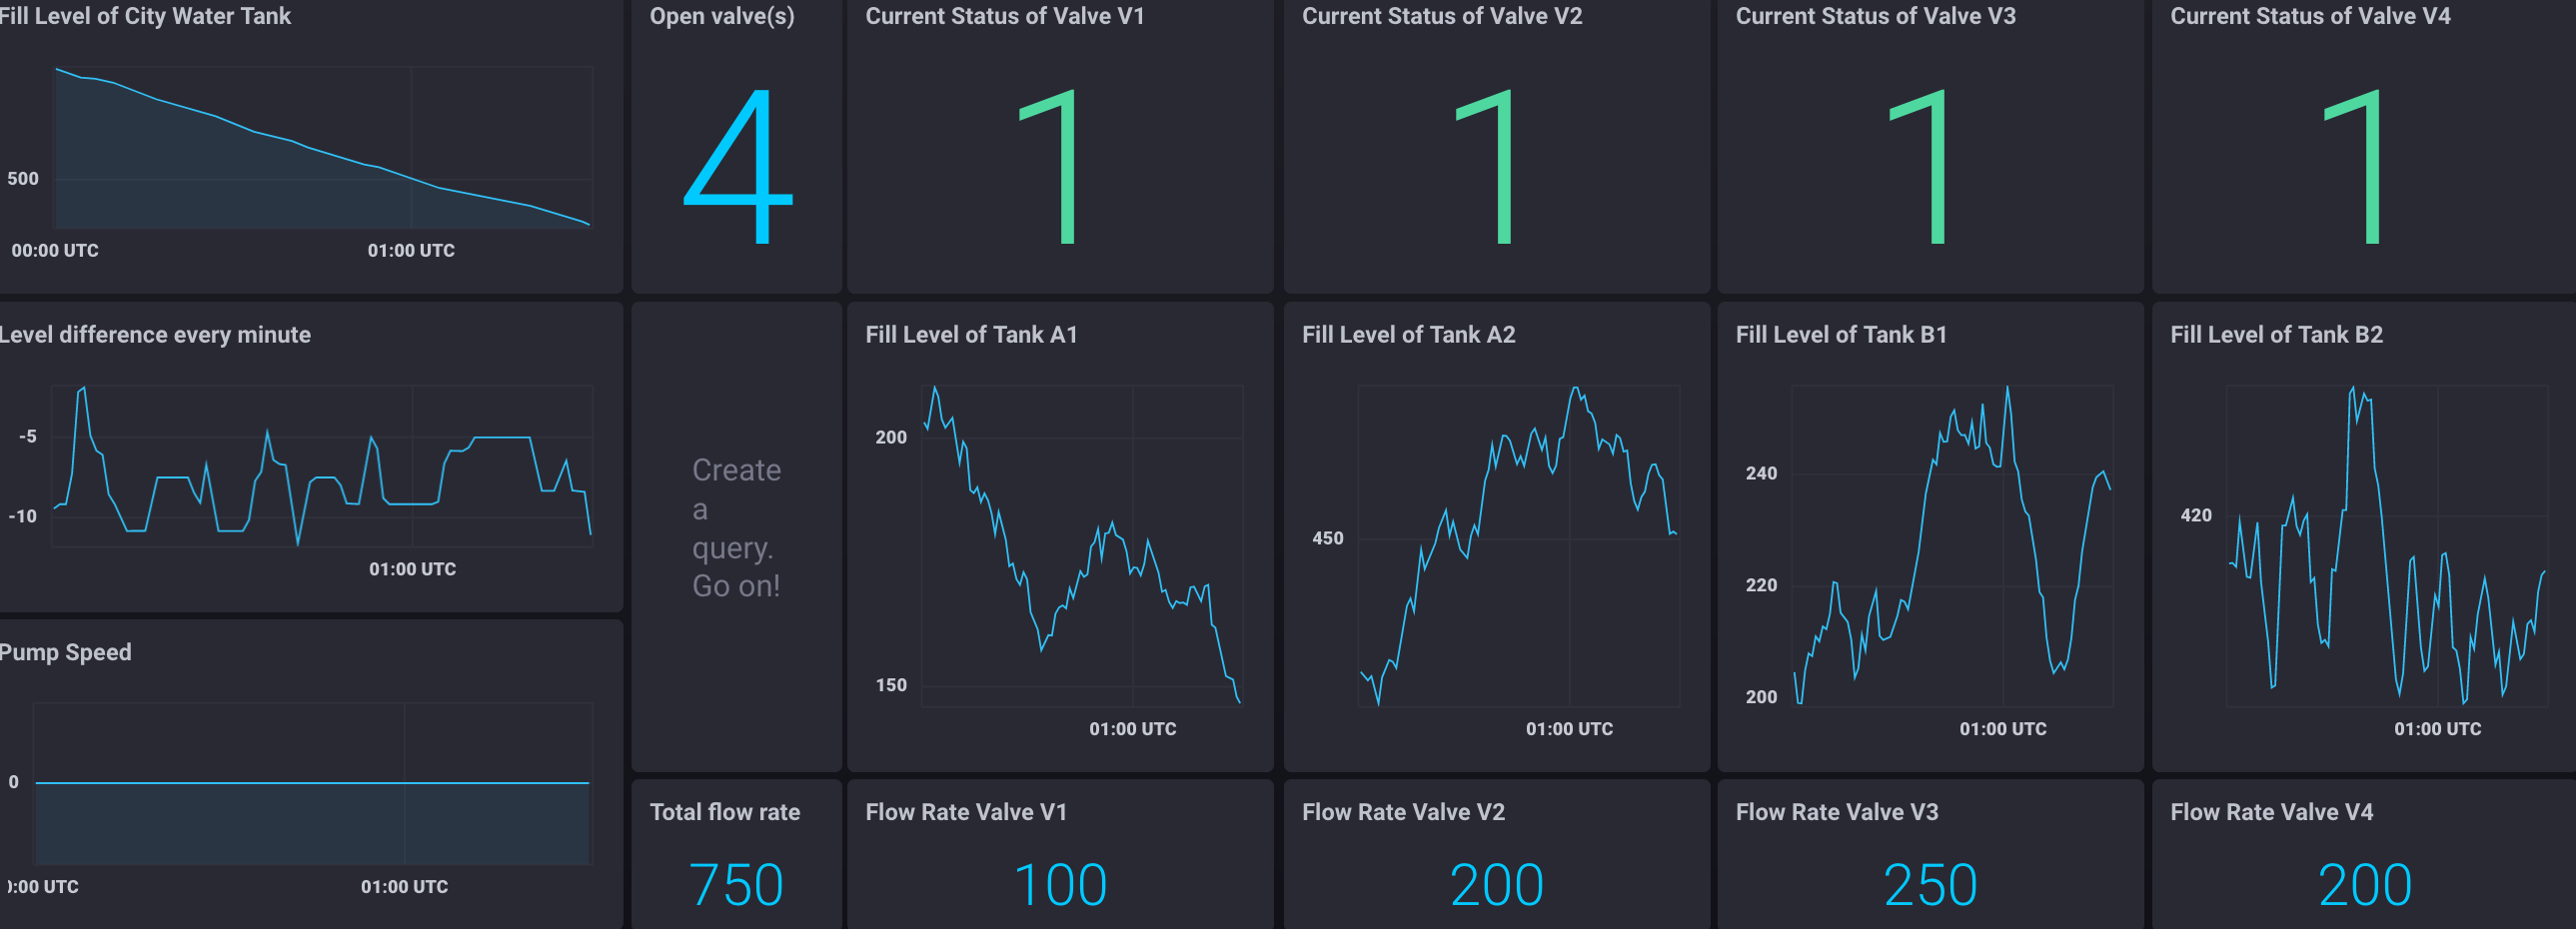 Fill Level of City Water Tank
500
00:00 UTC
01:00 UTC
Open valve(s)
4
Current Status of Valve V1
1
Current Status of Valve V2
1
Current Status of Valve V3
1
Current Status of Valve V4
1
Level difference every minute
-5
-10
01:00 UTC
Pump Speed
0
):00 UTC
01:00 UTC
Create
a
query.
Go on!
Fill Level of Tank A1
200
150
01:00 UTC
Fill Level of Tank A2
450
01:00 UTC
Fill Level of Tank B1
240
220
200
01:00 UTC
Fill Level of Tank B2
420
01:00 UTC
Total flow rate
750
Flow Rate Valve V1
100
Flow Rate Valve V2
200
Flow Rate Valve V3
250
Flow Rate Valve V4
200